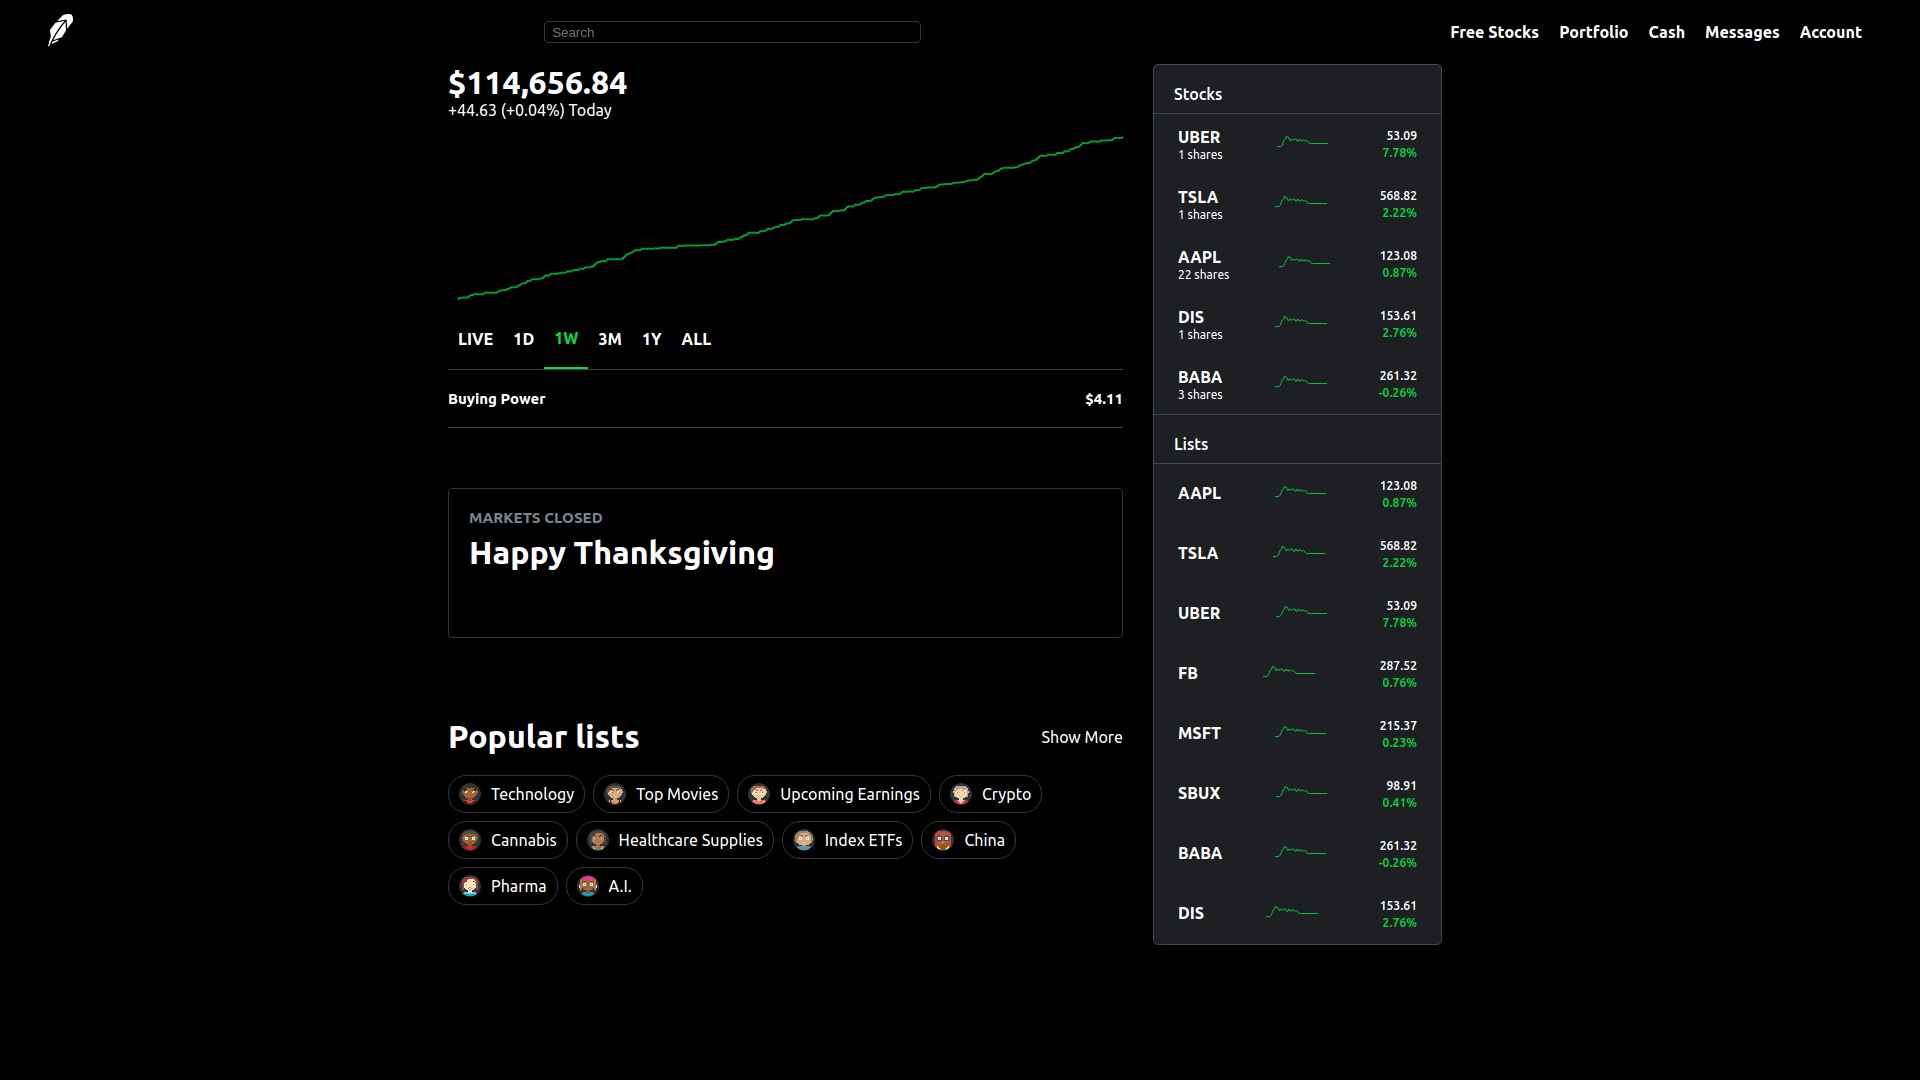 Search
Free Stocks Portfolio Cash Messages Account
$114,656.84
+44.63 (+0.04%) Today
LIVE 1D 1W 3M 1Y ALL
Buying Power $4.11
MARKETS CLOSED
Happy Thanksgiving
Popular lists Show More
Technology Top Movies Upcoming Earnings Crypto
Cannabis Healthcare Supplies Index ETFs China
Pharma A.I.
Stocks
UBER 53.09
1 shares 7.78%
TSLA 568.82
1 shares 2.22%
AAPL 123.08
22 shares 0.87%
DIS 153.61
1 shares 2.76%
BABA 261.32
3 shares -0.26%
Lists
AAPL 123.08
0.87%
TSLA 568.82
2.22%
UBER 53.09
7.78%
FB 287.52
0.76%
MSFT 215.37
0.23%
SBUX 98.91
0.41%
BABA 261.32
-0.26%
DIS 153.61
2.76%